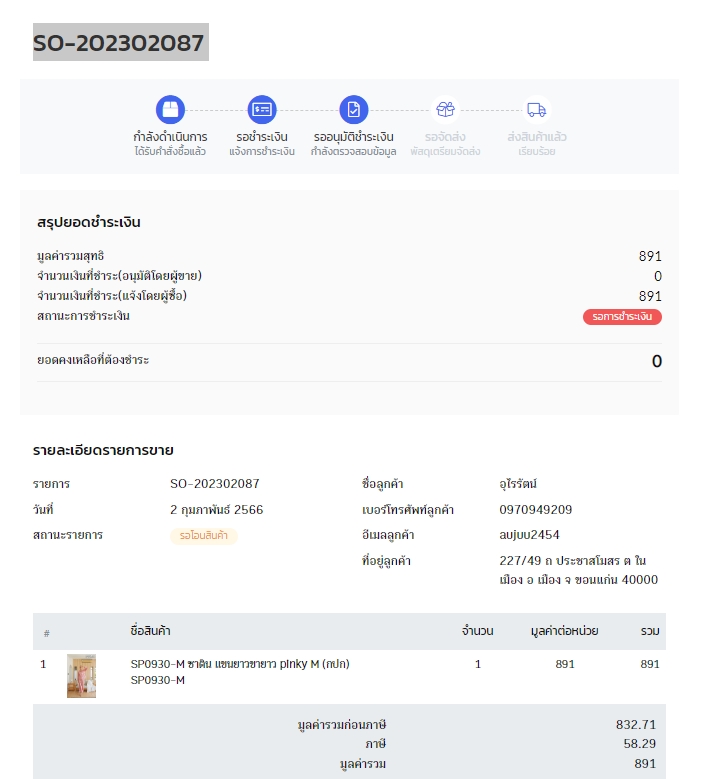 SO-202302087
กำลังดำเนินการ รอชำระเงิน รออนุมัติชำระเงิน รอจัดส่ง ส่งสินค้าแล้ว
ได้รับคำสั่งซื้อแล้ว แจ้งการชำระเงิน กำลังตรวจสอบข้อมูล พัสดุเตรียมจัดส่ง เรียบร้อย
สรุปยอดชำระเงิน
มูลค่ารวมสุทธิ 891
จำนวนเงินที่ชำระ(อนุมัติโดยผู้ขาย) 0
จำนวนเงินที่ชำระ(แจ้งโดยผู้ซื้อ) 891
สถานะการชำระเงิน รอการชำระเงิน
ยอดคงเหลือที่ต้องชำระ 0
รายละเอียดรายการขาย
รายการ SO-202302087 ชื่อลูกค้า อุไรรัตน์
วันที่ 2 กุมภาพันธ์ 2566 เบอร์โทรศัพท์ลูกค้า 0970949209
สถานะรายการ รอโอนสินค้า อีเมลลูกค้า aujuu2454
ที่อยู่ลูกค้า 227/49 ถ ประชาสโมสร ต ใน
เมือง อ เมือง จ ขอนแก่น 40000
# ชื่อสินค้า จำนวน มูลค่าต่อหน่วย รวม
1 SP0930-M ซาติน แขนยาวขายาว pinky M (กปก) 1 891 891
SP0930-M
มูลค่ารวมก่อนภาษี 832.71
ภาษี 58.29
มูลค่ารวม 891